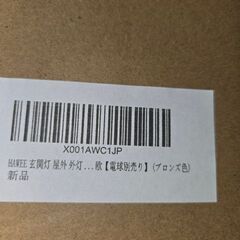 X001AWC1JP
HAWEE 玄関灯 屋外 外灯 ... 欧【電球別売り】 (ブロンズ色)
新品